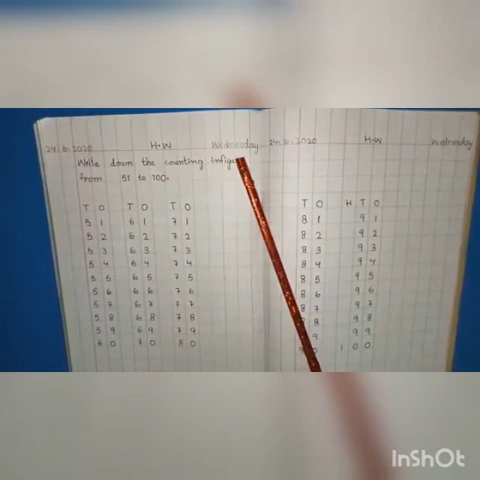 24.6.2020 H.W Wednesday
Write down the counting
from 51 to 100.
T O T O T O
5 1 6 1 7 1
5 2 6 2 7 2
5 3 6 3 7 3
5 4 6 4 7 4
5 5 6 5 7 5
5 6 6 6 7 6
5 7 6 7 7 7
5 8 6 8 7 8
5 9 6 9 7 9
6 0 7 0 8 0
24.6.2020 H.W Wednesday
T O H T O
8 1 9 1
8 2 9 2
8 3 9 3
8 4 9 4
8 5 9 5
8 6 9 6
8 7 9 7
8 9 8
9 9 9
0 1 0 0
InShOt